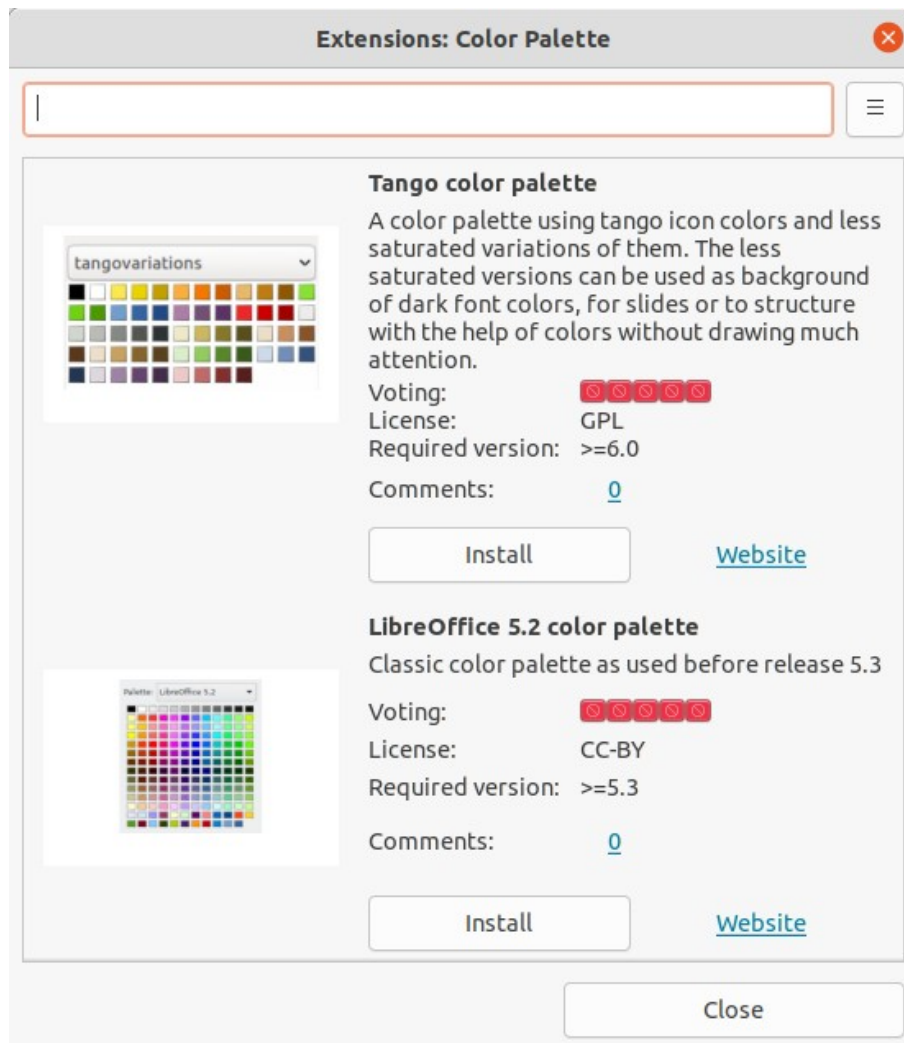 Extensions: Color Palette
Tango color palette
A color palette using tango icon colors and less
saturated variations of them. The less
saturated versions can be used as background
of dark font colors, for slides or to structure
with the help of colors without drawing much
attention.
tangovariations
Voting:
License: GPL
Required version: >=6.0
Comments: 0
Install Website
LibreOffice 5.2 color palette
Classic color palette as used before release 5.3
Palette: LibreOffice 5.2
Voting:
License: CC-BY
Required version: >=5.3
Comments: 0
Install Website
Close